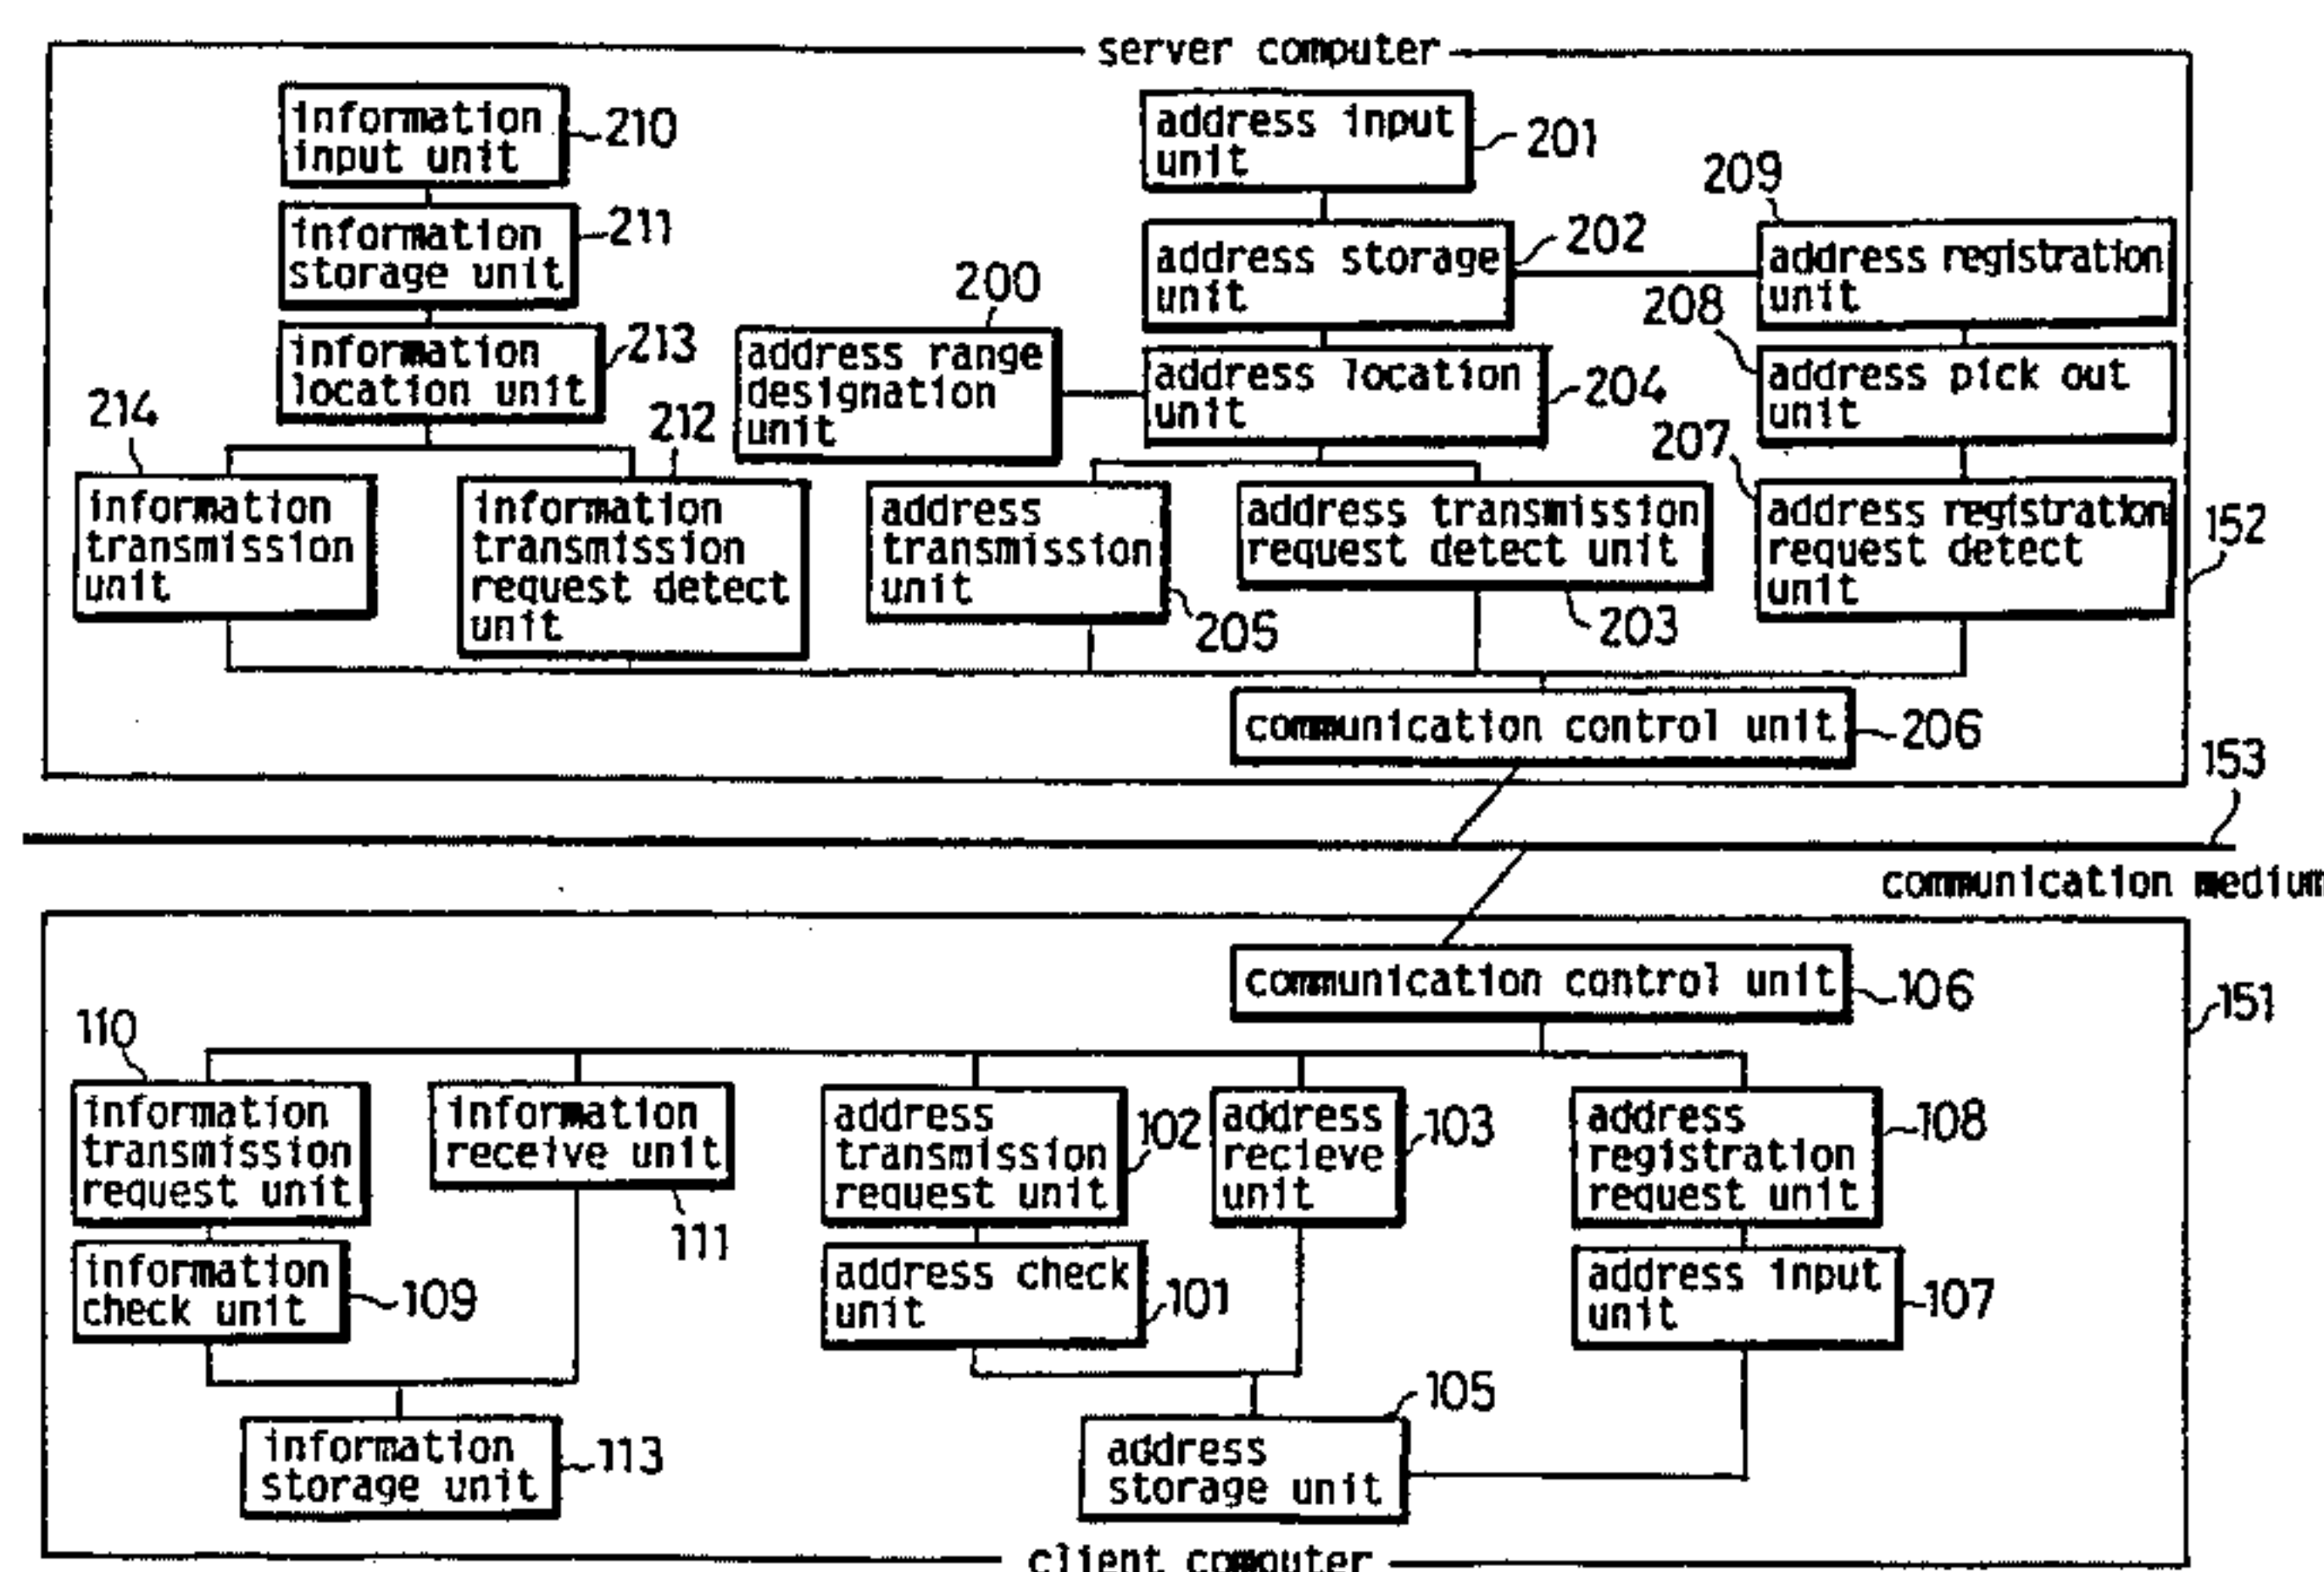 server computer
information
input unit
210
address input
unit
201
209
information
storage unit
211
address storage
unit
202
address registration
unit
200
208
information
location unit
213
address range
designation
unit
address location
unit
204
address pick out
unit
214
212
207
information
transmission
unit
information
transmission
request detect
unit
address
transmission
unit
205
address transmission
request detect unit
203
address registration
request detect
unit
152
communication control unit
206
153
communication medium
communication control unit
106
151
110
information
transmission
request unit
information
receive unit
111
address
transmission
request unit
102
address
recieve
unit
103
address
registration
request unit
108
information
check unit
109
address check
unit
101
address input
unit
107
105
information
storage unit
113
address
storage unit
client computer